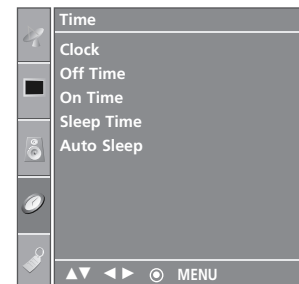 Time
Clock
Off Time
On Time
Sleep Time
Auto Sleep
▲▼ ◄► ◉ MENU